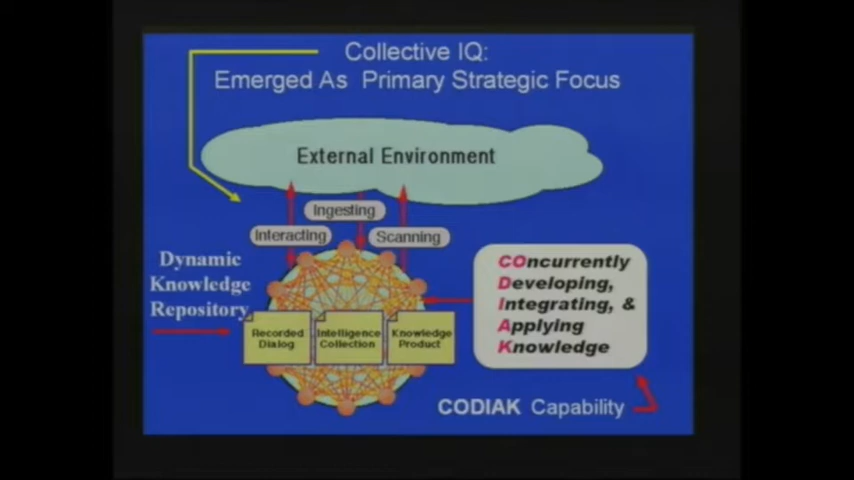 Collective IQ:
Emerged As Primary Strategic Focus
External Environment
Ingesting
Interacting
Scanning
Dynamic
Knowledge
Repository
Recorded
Dialog
Intelligence
Collection
Knowledge
Product
COncurrently
Developing,
Integrating, &
Applying
Knowledge
CODIAK Capability